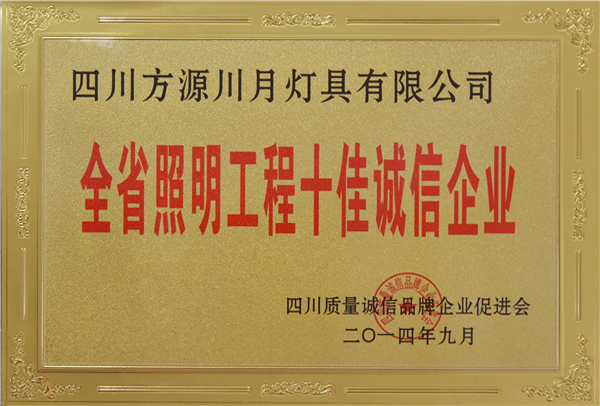 四川方源川月灯具有限公司
全省照明工程十佳诚信企业
四川质量诚信品牌企业促进会
二〇一四年九月